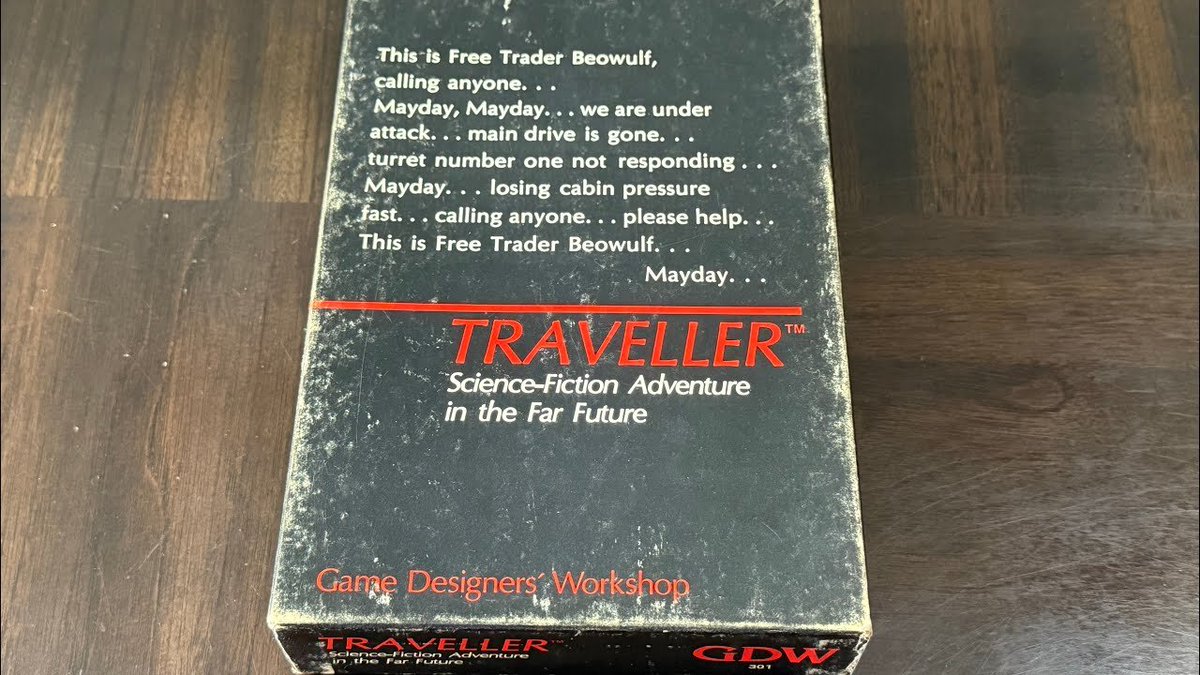 This is Free Trader Beowulf,
calling anyone. . .
Mayday, Mayday. . . we are under
attack. . . main drive is gone. . .
turret number one not responding . . .
Mayday. . . losing cabin pressure
fast. . . calling anyone. . . please help. . .
This is Free Trader Beowulf. . .
Mayday. . .
TRAVELLER™
Science-Fiction Adventure
in the Far Future
Game Designers´ Workshop
TRAVELLER™
Science-Fiction Adventure
in the Far Future
GDW
301